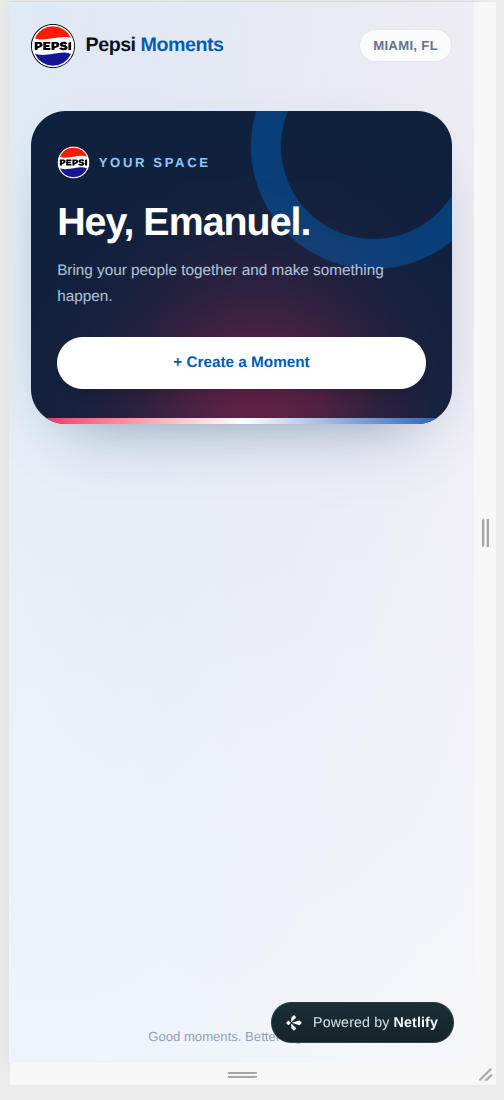 PEPSI Pepsi Moments MIAMI, FL
PEPSI YOUR SPACE
Hey, Emanuel.
Bring your people together and make something
happen.
+ Create a Moment
Powered by Netlify
Good moments.